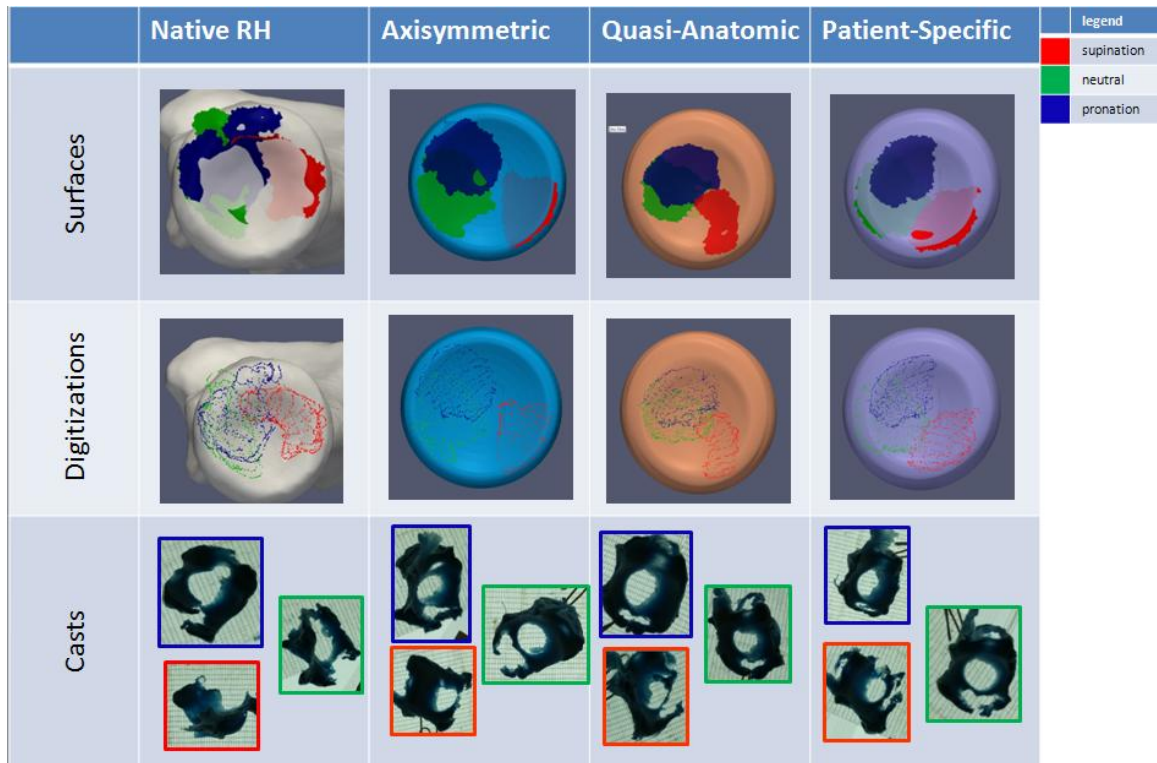 Native RH
Axisymmetric
Quasi-Anatomic
Patient-Specific
legend
supination
neutral
pronation
Surfaces
Digitizations
Casts